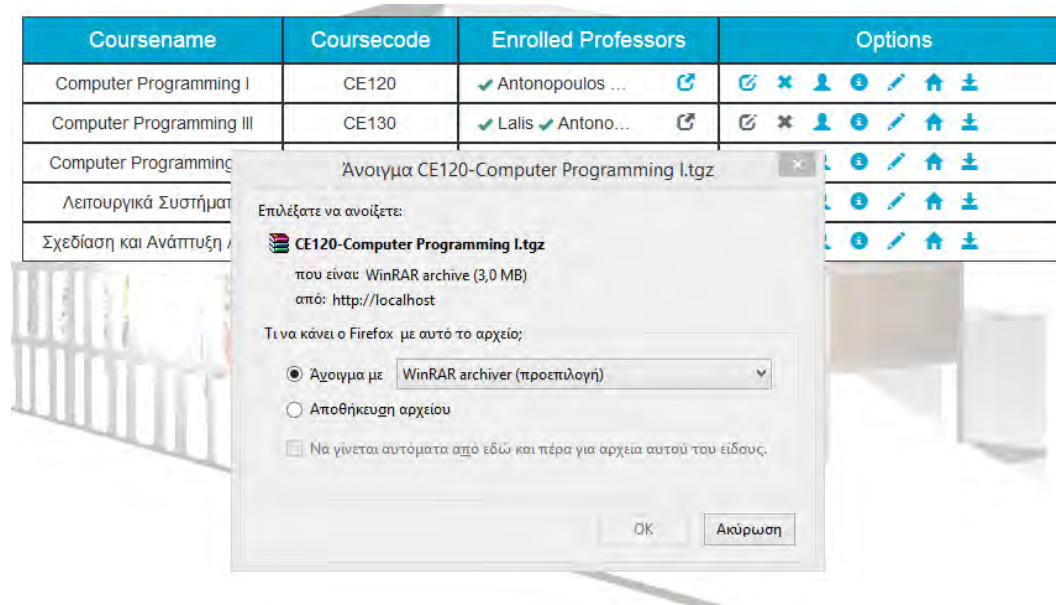 Coursename Coursecode Enrolled Professors Options
Computer Programming I CE120 Antonopoulos ...
Computer Programming III CE130 Lalis Antono...
Computer Programming
Άνοιγμα CE120-Computer Programming I.tgz
Λειτουργικά Συστήματ
Επιλέξατε να ανοίξετε:
Σχεδίαση και Ανάπτυξη
CE120-Computer Programming I.tgz
που είναι: WinRAR archive (3,0 MB)
από: http://localhost
Τι να κάνει ο Firefox με αυτό το αρχείο;
Άνοιγμα με WinRAR archiver (προεπιλογή)
Αποθήκευση αρχείου
Να γίνεται αυτόματα από εδώ και πέρα για αρχεια αυτού του είδους.
OK Ακύρωση